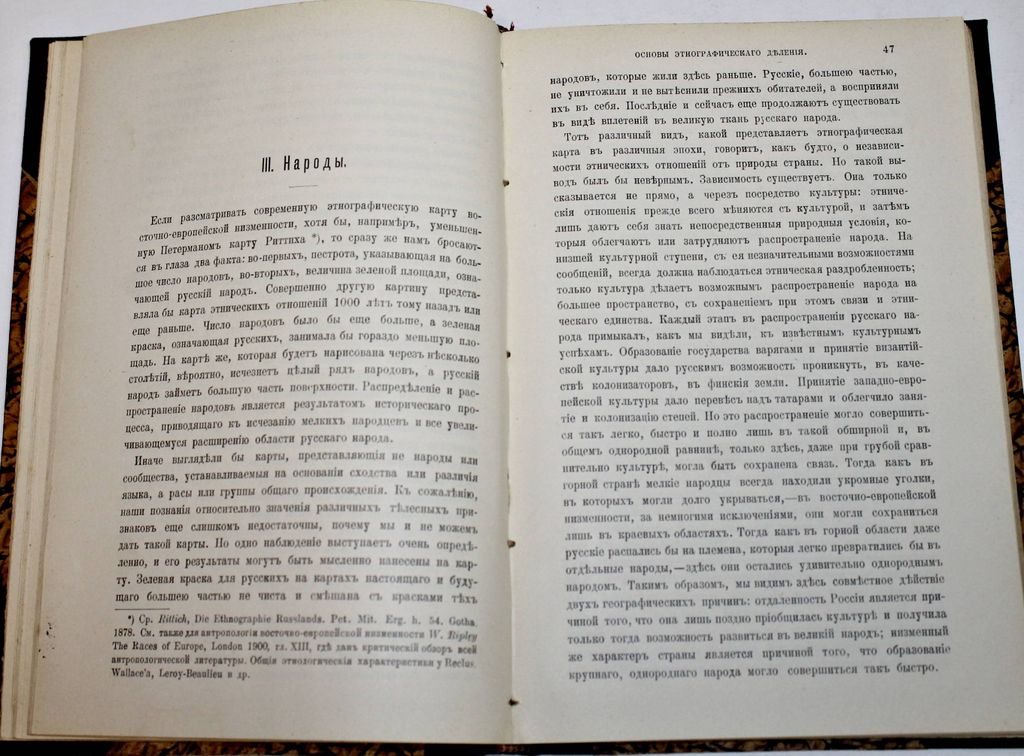 III. Народы.
Если разсматривать современную этнографическую карту во-
сточно-европейской низменности, хотя бы, напримѣръ, уменьшен-
ную Петерманомъ карту Риттиха *), то сразу же намъ бросают-
ся въ глаза два факта: во-первыхъ, пестрота, указывающая на боль-
шое число народовъ, во-вторыхъ, величина зеленой площади, озна-
чающей русскій народъ. Совершенно другую картину предста-
вляла бы карта этническихъ отношеній 1000 лѣтъ тому назадъ или
еще раньше. Число народовъ было бы еще больше, а зеленая
краска, означающая русскихъ, занимала бы гораздо меньшую пло-
щадь. На картѣ же, которая будетъ нарисована черезъ нѣсколько
столѣтій, вѣроятно, исчезнетъ цѣлый рядъ народовъ, а русскій
народъ займетъ большую часть поверхности. Распредѣленіе и рас-
пространеніе народовъ является результатомъ историческаго про-
цесса, приводящаго къ исчезанію мелкихъ народцевъ и все увели-
чивающемуся расширенію области русскаго народа.
Иначе выглядѣли бы карты, представляющія не народы или
сообщества, устанавливаемыя на основаніи сходства или различія
языка, а расы или группы общаго происхожденія. Къ сожалѣнію,
наши познанія относительно значенія различныхъ тѣлесныхъ при-
знаковъ еще слишкомъ недостаточны, почему мы и не можемъ
дать такой карты. Но одно наблюденіе выступаетъ очень опредѣ-
ленно, и его результаты могутъ быть мысленно нанесены на кар-
ту. Зеленая краска для русскихъ на картахъ настоящаго и буду-
щаго большею частью не чиста и смѣшана съ красками тѣхъ
*) Ср. Rittich, Die Ethnographie Russlands. Pet. Mit. Erg. h. 54. Gotha
1878. См. также для антропологіи восточно-европейской низменности W. Ripley
The Races of Europe, London 1900, гл. XIII, гдѣ данъ критическій обзоръ всей
антропологической литературы. Общія этнологическія характеристики у Reclus,
Wallace'a, Leroy-Beaulieu и др.
ОСНОВЫ ЭТНОГРАФИЧЕСКАГО ДѢЛЕНІЯ. 47
народовъ, которые жили здѣсь раньше. Русскіе, большею частью,
не уничтожили и не вытѣснили прежнихъ обитателей, а восприняли
ихъ въ себя. Послѣдніе и сейчасъ еще продолжаютъ существовать
въ видѣ вплетеній въ великую ткань русскаго народа.
Тотъ различный видъ, какой представляетъ этнографическая
карта въ различныя эпохи, говоритъ, какъ будто, о независи-
мости этническихъ отношеній отъ природы страны. Но такой вы-
водъ былъ бы невѣрнымъ. Зависимость существуетъ. Она только
сказывается не прямо, а черезъ посредство культуры: этниче-
скія отношенія прежде всего мѣняются съ культурой, и затѣмъ
лишь даютъ себя знать непосредственныя природныя условія, ко-
торыя облегчаютъ или затрудняютъ распространеніе народа. На
низшей культурной ступени, съ ея незначительными возможностями
сообщеній, всегда должна наблюдаться этническая раздробленность;
только культура дѣлаетъ возможнымъ распространеніе народа на
большее пространство, съ сохраненіемъ при этомъ связи и этни-
ческаго единства. Каждый этапъ въ распространеніи русскаго на-
рода примыкалъ, какъ мы видѣли, къ извѣстнымъ культурнымъ
успѣхамъ. Образованіе государства варягами и принятіе византій-
ской культуры дало русскимъ возможность проникнуть, въ каче-
ствѣ колонизаторовъ, въ финскія земли. Принятіе западно-евро-
пейской культуры дало перевѣсъ надъ татарами и облегчило заня-
тіе и колонизацію степей. Но это распространеніе могло совершить-
ся такъ легко, быстро и полно лишь въ такой обширной и, въ
общемъ однородной равнинѣ, только здѣсь, даже при грубой срав-
нительно культурѣ, могла быть сохранена связь. Тогда какъ въ
горной странѣ мелкіе народцы всегда находили укромные уголки,
въ которыхъ могли долго укрываться,—въ восточно-европейской
низменности, за немногими исключеніями, они могли сохраниться
лишь въ краевыхъ областяхъ. Тогда какъ въ горной области даже
русскіе распались бы на племена, которыя легко превратились бы въ
отдѣльные народы,—здѣсь они остались удивительно однороднымъ
народомъ. Такимъ образомъ, мы видимъ здѣсь совмѣстное дѣйствіе
двухъ географическихъ причинъ: отдаленность Россіи является при-
чиной того, что она лишь поздно пріобщилась культурѣ и получила
только тогда возможность развиться въ великій народъ; низменный
же характеръ страны является причиной того, что образованіе
крупнаго, однороднаго народа могло совершиться такъ быстро.